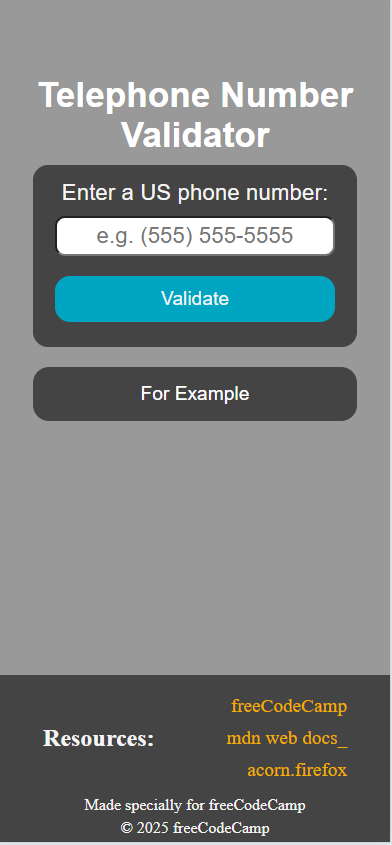 Telephone Number
Validator
Enter a US phone number:
e.g. (555) 555-5555
Validate
For Example
freeCodeCamp
Resources:
mdn web docs_
acorn.firefox
Made specially for freeCodeCamp
© 2025 freeCodeCamp